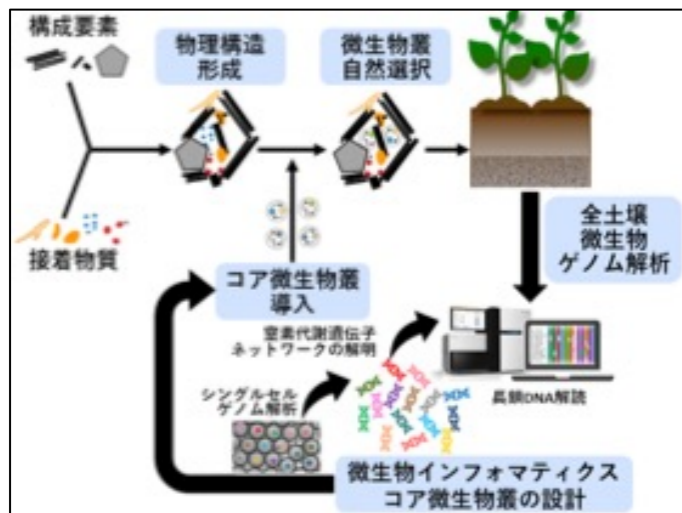 構成要素
物理構造
形成
微生物叢
自然選択
接着物質
コア微生物叢
導入
全土壌
微生物
ゲノム解析
窒素代謝遺伝子
ネットワークの解明
シングルセル
ゲノム解析
長鎖DNA解読
微生物インフォマティクス
コア微生物叢の設計